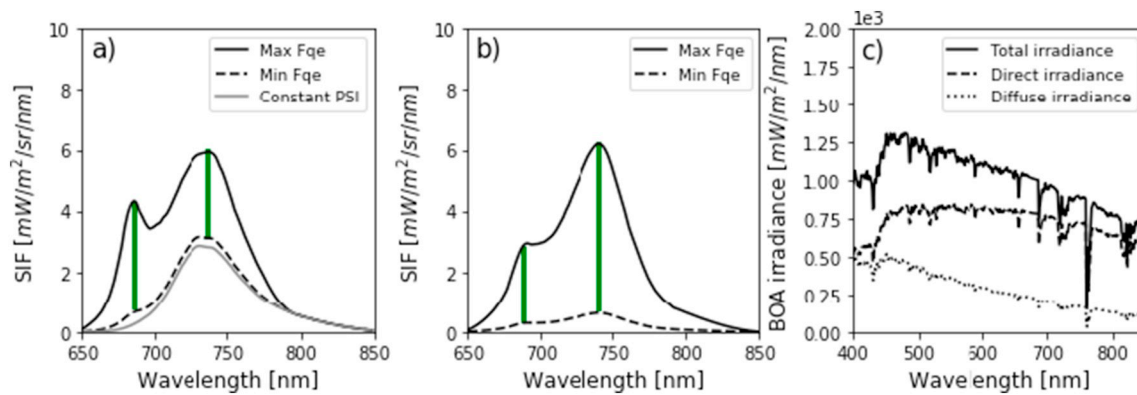 a)
Max Fqe
Min Fqe
Constant PSI
10
8
6
4
2
0
650 700 750 800 850
SIF [mW/m²/sr/nm]
Wavelength [nm]
b)
Max Fqe
Min Fqe
10
8
6
4
2
0
650 700 750 800 850
SIF [mW/m²/sr/nm]
Wavelength [nm]
1e3
c)
Total irradiance
Direct irradiance
Diffuse irradiance
2.00
1.75
1.50
1.25
1.00
0.75
0.50
0.25
0.00
400 500 500 700 800
BOA irradiance [mW/m²/nm]
Wavelength [nm]